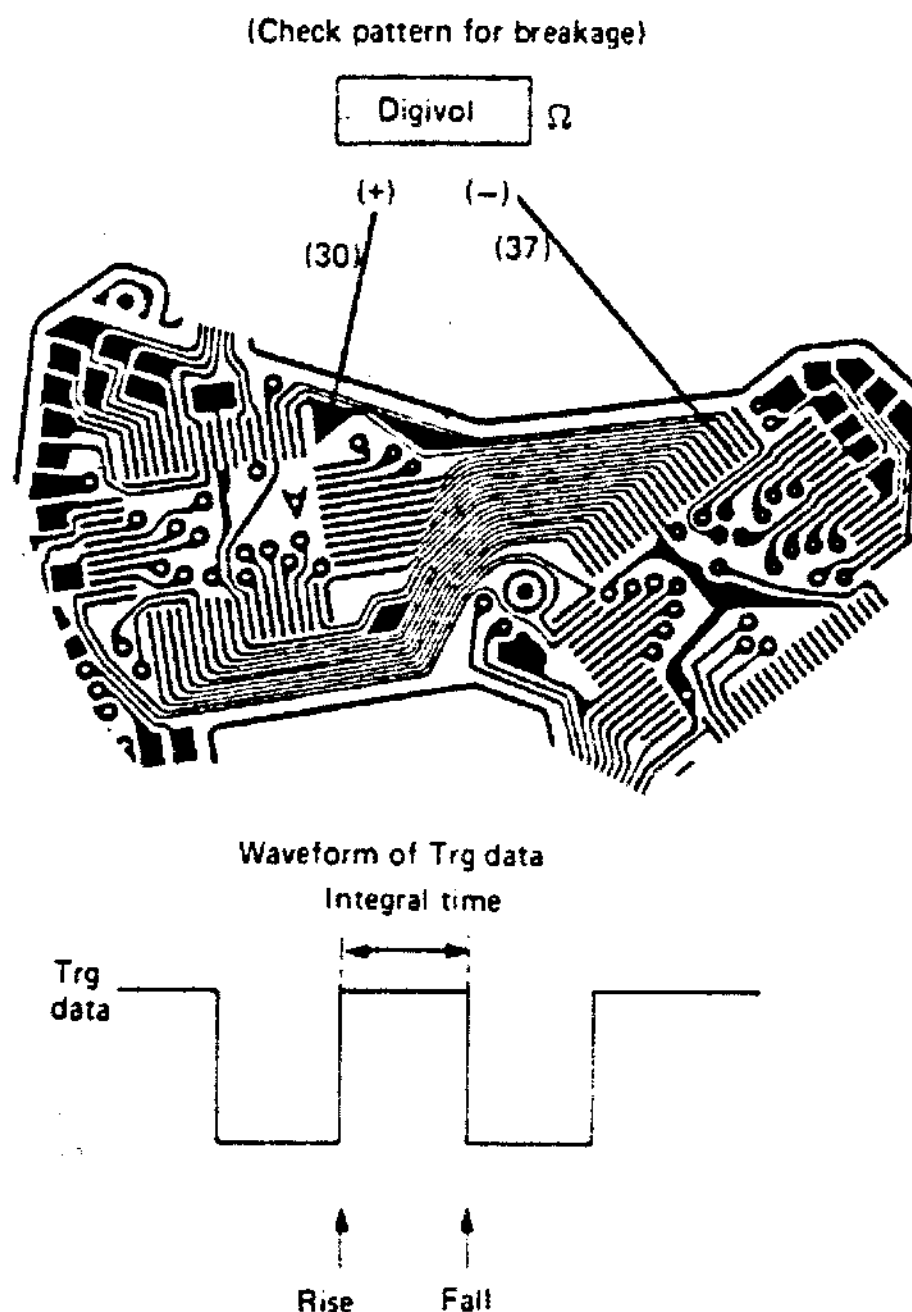 (Check pattern for breakage)
Digivol Ω
(+) (−)
(30) (37)
A
Waveform of Trg data
Integral time
Trg
data
Rise Fall